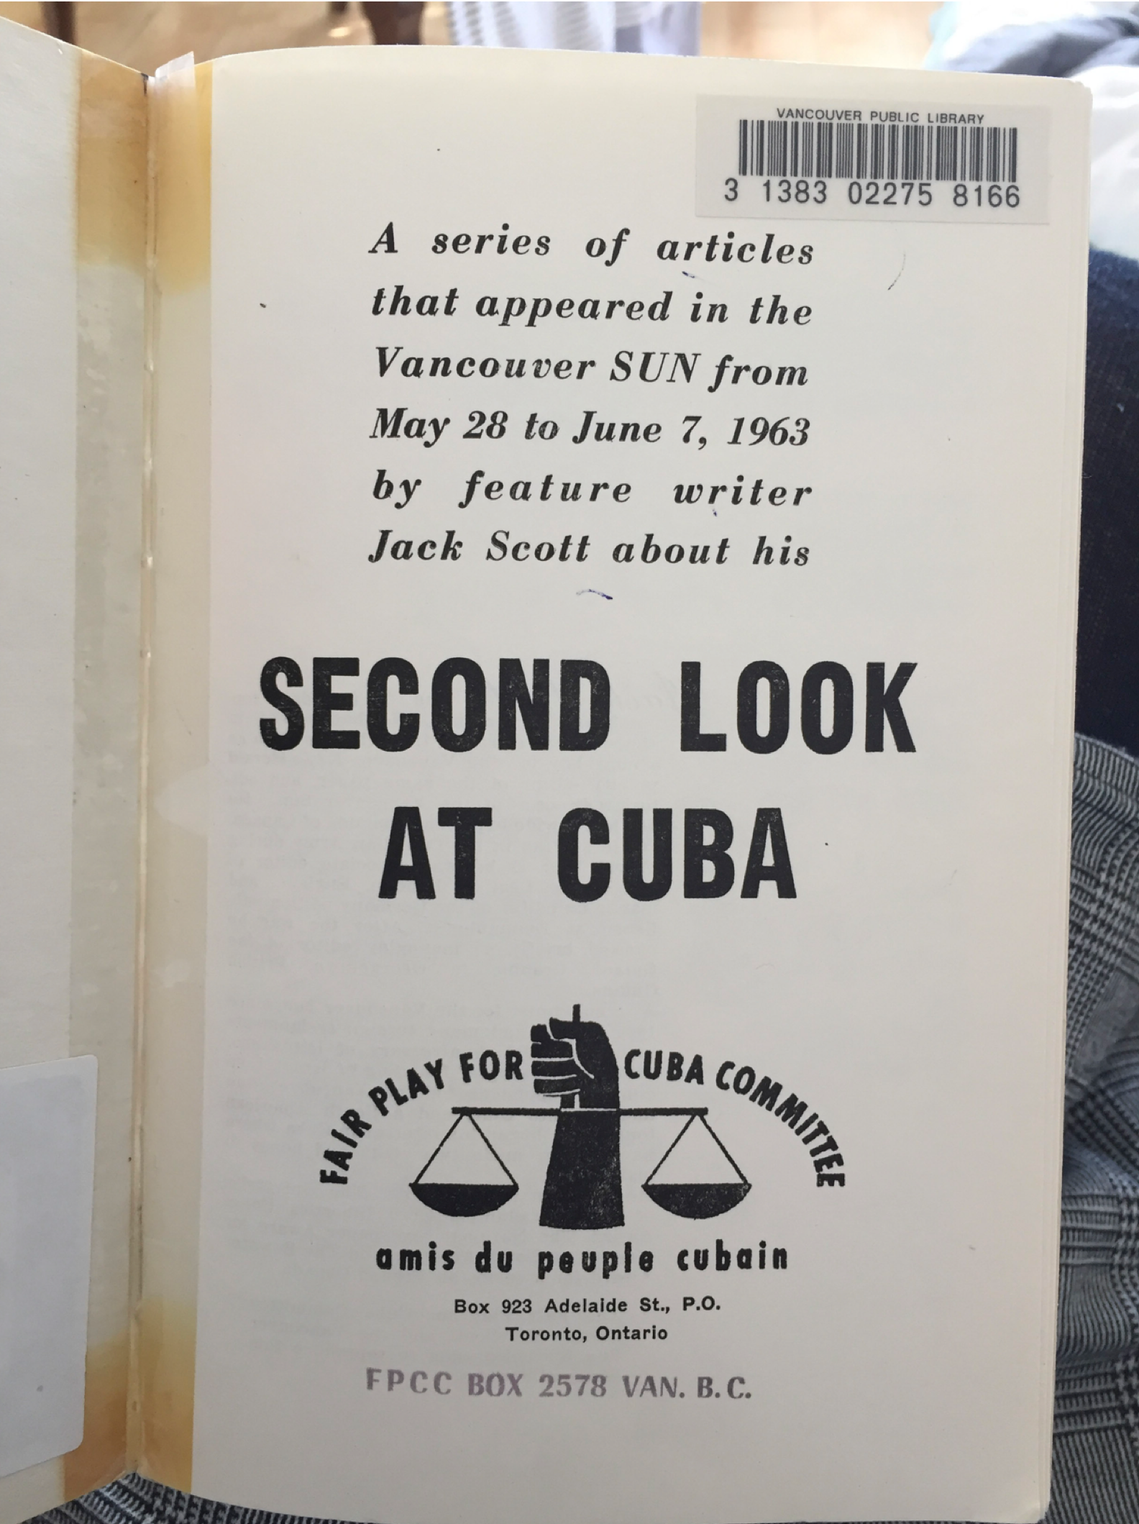 VANCOUVER PUBLIC LIBRARY
3 1383 02275 8166
A series of articles
that appeared in the
Vancouver SUN from
May 28 to June 7, 1963
by feature writer
Jack Scott about his
SECOND LOOK
AT CUBA
FAIR PLAY FOR CUBA COMMITTEE
amis du peuple cubain
Box 923 Adelaide St., P.O.
Toronto, Ontario
FPCC BOX 2578 VAN. B.C.